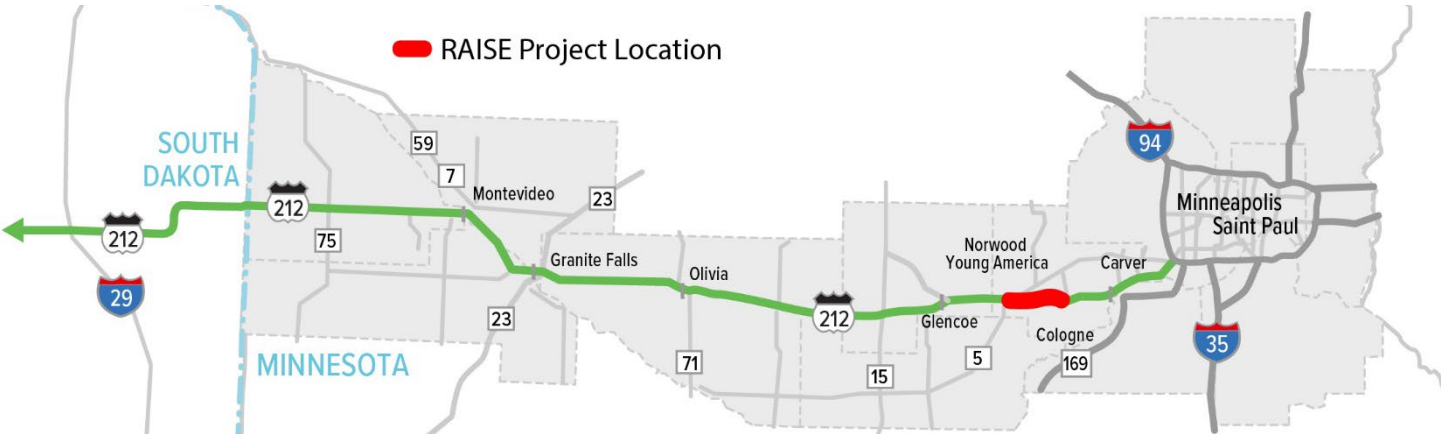 RAISE Project Location
SOUTH
DAKOTA
MINNESOTA
59
7
Montevideo
23
212
212
75
29
Granite Falls
23
Olivia
71
212
15
Glencoe
5
Norwood
Young America
Cologne
Carver
169
94
Minneapolis
Saint Paul
35